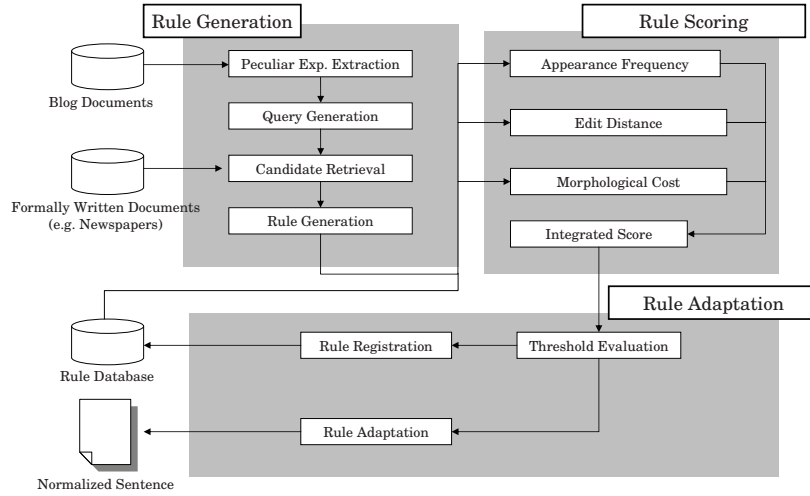 Rule Generation
Peculiar Exp. Extraction
Query Generation
Candidate Retrieval
Rule Generation
Blog Documents
Formally Written Documents
(e.g. Newspapers)
Rule Scoring
Appearance Frequency
Edit Distance
Morphological Cost
Integrated Score
Rule Adaptation
Threshold Evaluation
Rule Registration
Rule Database
Rule Adaptation
Normalized Sentence